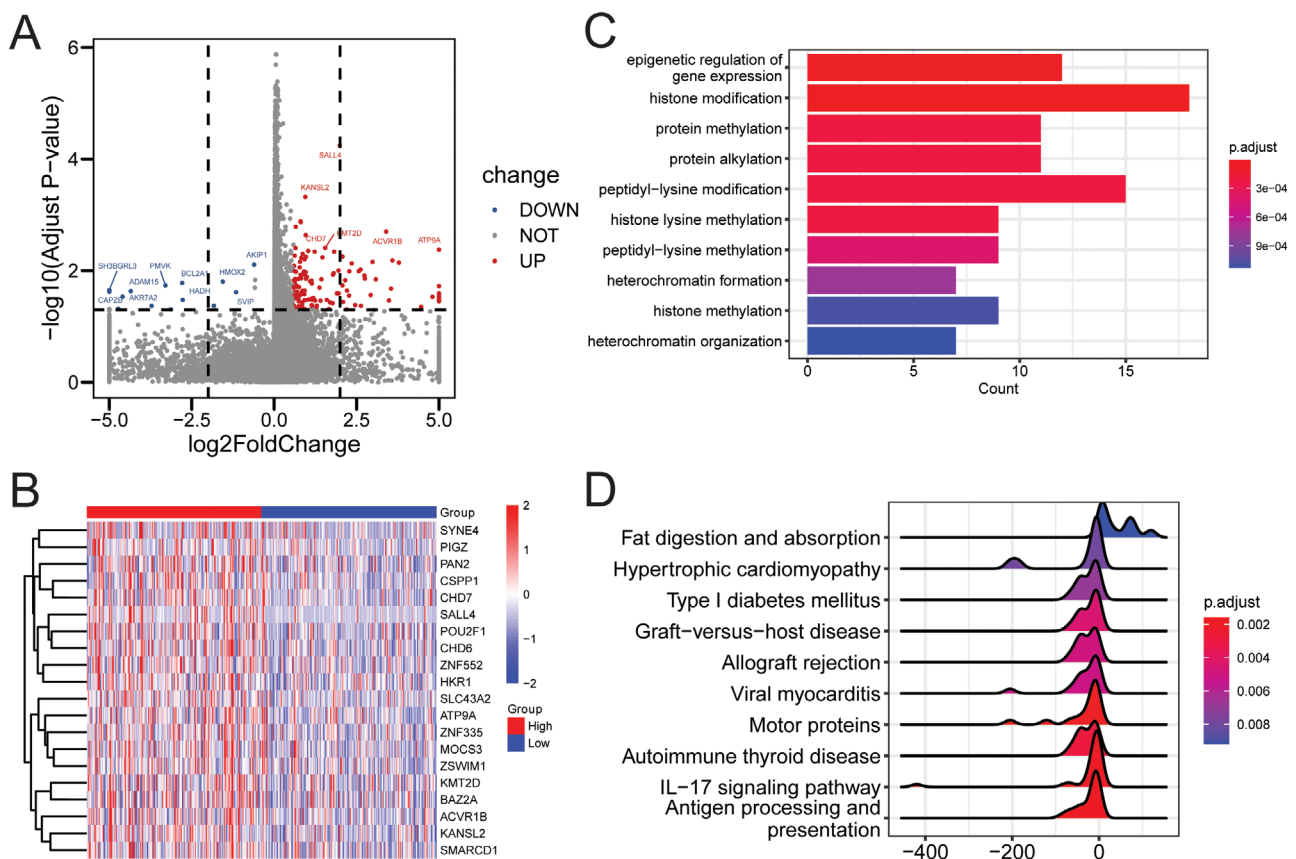 A
−log10(Adjust P−value)
6
4
2
0
SALL4
KANSL2
CHD7
KMT2D
ACVR1B
ATP9A
AKIP1
SH3BGRL3
PMVK
BCL2A1
HMOX2
ADAM15
HADH
SVIP
CAPZB
AKR7A2
−5.0
−2.5
0.0
2.5
5.0
log2FoldChange
change
DOWN
NOT
UP
C
epigenetic regulation of
gene expression
histone modification
protein methylation
protein alkylation
peptidyl−lysine modification
histone lysine methylation
peptidyl−lysine methylation
heterochromatin formation
histone methylation
heterochromatin organization
0
5
10
15
Count
p.adjust
3e−04
6e−04
9e−04
B
Group
SYNE4
PIGZ
PAN2
CSPP1
CHD7
SALL4
POU2F1
CHD6
ZNF552
HKR1
SLC43A2
ATP9A
ZNF335
MOCS3
ZSWIM1
KMT2D
BAZ2A
ACVR1B
KANSL2
SMARCD1
2
1
0
−1
−2
Group
High
Low
D
Fat digestion and absorption
Hypertrophic cardiomyopathy
Type I diabetes mellitus
Graft−versus−host disease
Allograft rejection
Viral myocarditis
Motor proteins
Autoimmune thyroid disease
IL−17 signaling pathway
Antigen processing and
presentation
−400
−200
0
p.adjust
0.002
0.004
0.006
0.008